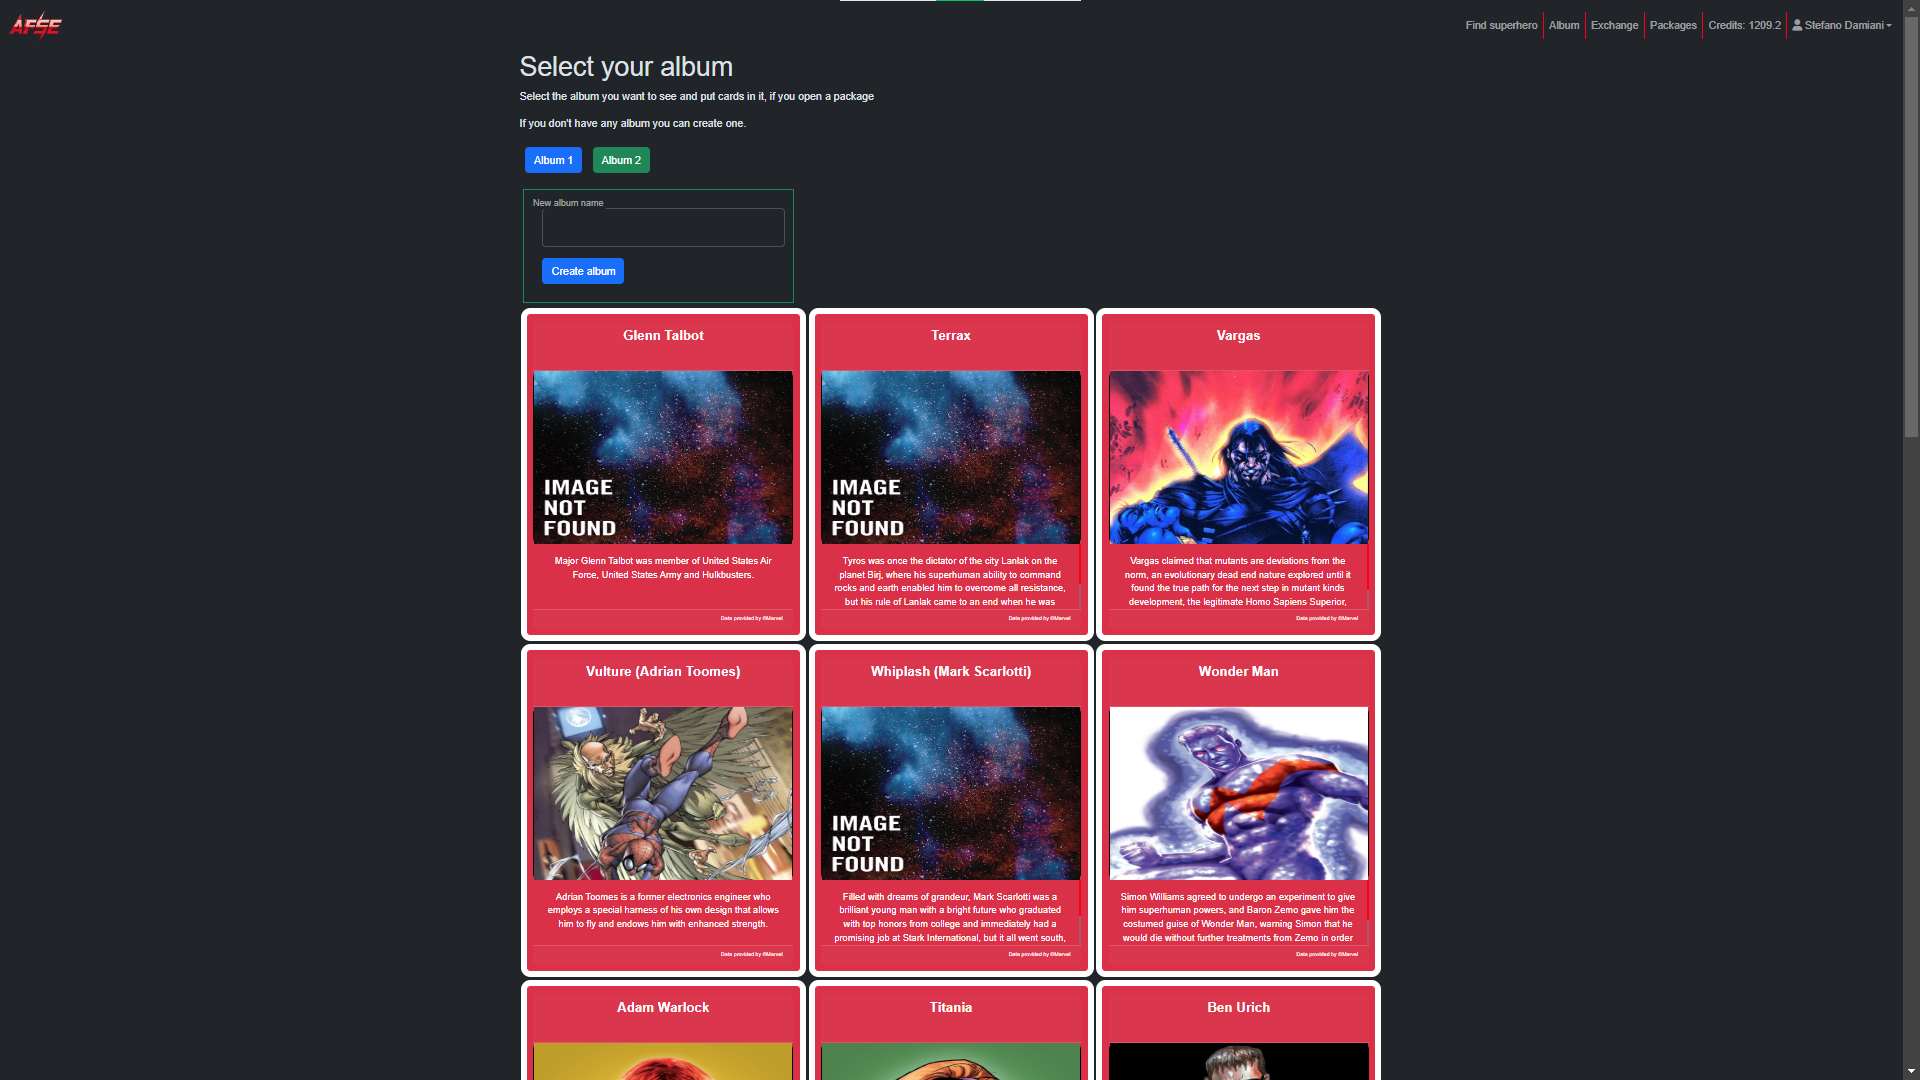 AFSE
Find superhero
Album
Exchange
Packages
Credits: 1209.2
Stefano Damiani
Select your album
Select the album you want to see and put cards in it, if you open a package
If you don't have any album you can create one.
Album 1
Album 2
New album name
Create album
Glenn Talbot
IMAGE
NOT
FOUND
Major Glenn Talbot was member of United States Air
Force, United States Army and Hulkbusters.
Data provided by ©Marvel
Terrax
IMAGE
NOT
FOUND
Tyros was once the dictator of the city Lanlak on the
planet Birj, where his superhuman ability to command
rocks and earth enabled him to overcome all resistance,
but his rule of Lanlak came to an end when he was
Data provided by ©Marvel
Vargas
Vargas claimed that mutants are deviations from the
norm, an evolutionary dead end nature explored until it
found the true path for the next step in mutant kinds
development, the legitimate Homo Sapiens Superior,
Data provided by ©Marvel
Vulture (Adrian Toomes)
Adrian Toomes is a former electronics engineer who
employs a special harness of his own design that allows
him to fly and endows him with enhanced strength.
Data provided by ©Marvel
Whiplash (Mark Scarlotti)
IMAGE
NOT
FOUND
Filled with dreams of grandeur, Mark Scarlotti was a
brilliant young man with a bright future who graduated
with top honors from college and immediately had a
promising job at Stark International, but it all went south,
Data provided by ©Marvel
Wonder Man
Simon Williams agreed to undergo an experiment to give
him superhuman powers, and Baron Zemo gave him the
costumed guise of Wonder Man, warning Simon that he
would die without further treatments from Zemo in order
Data provided by ©Marvel
Adam Warlock
Titania
Ben Urich